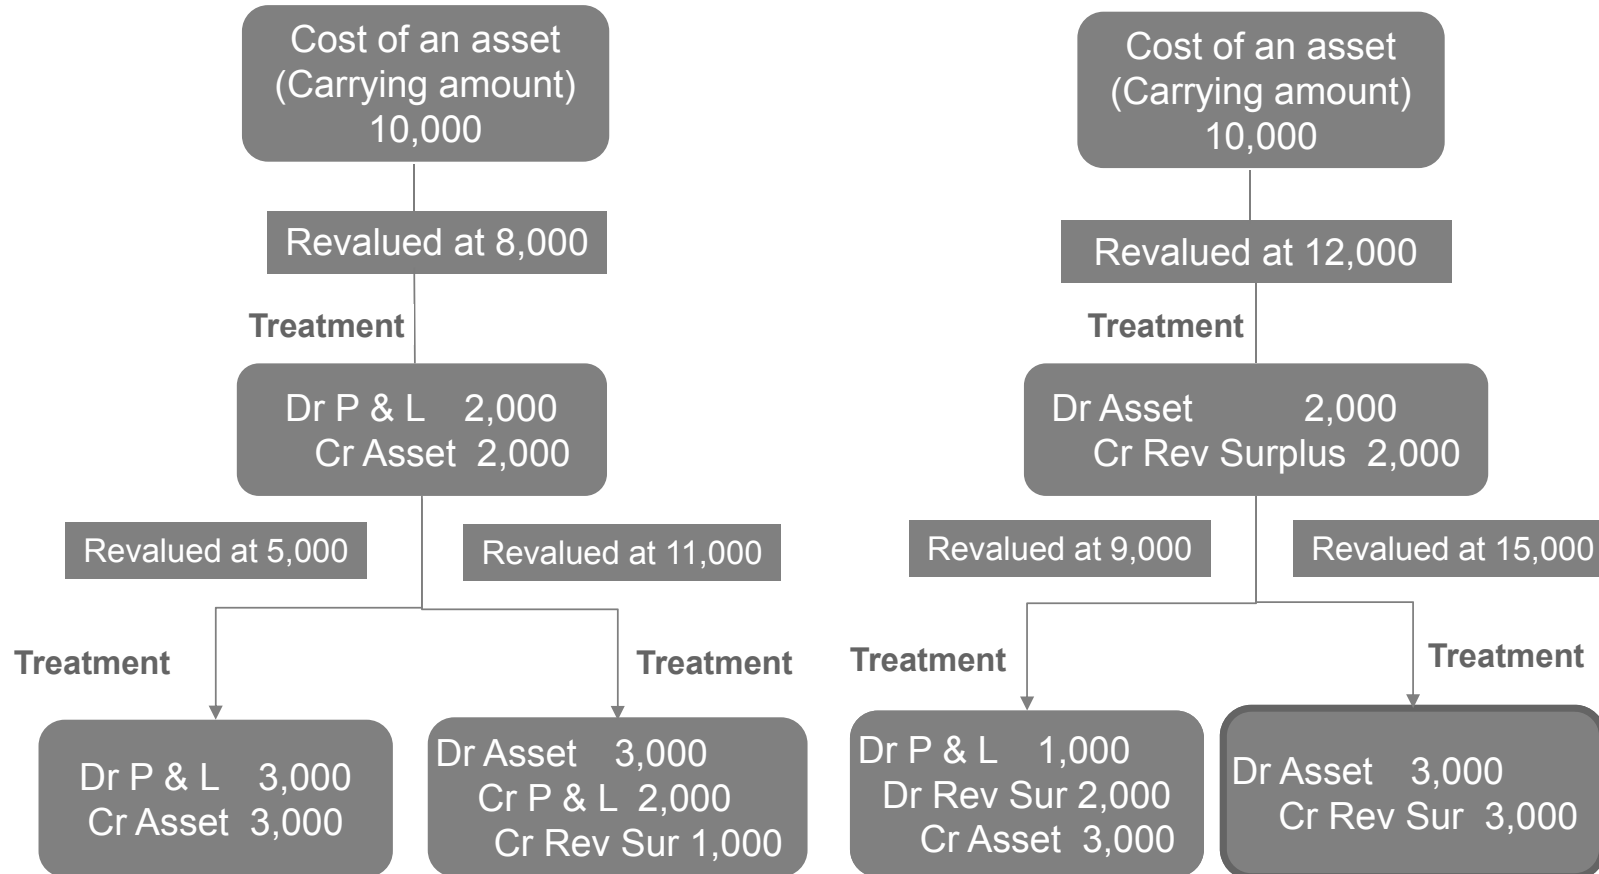 Cost of an asset
(Carrying amount)
10,000
Revalued at 8,000
Treatment
Dr P & L 2,000
Cr Asset 2,000
Revalued at 5,000
Revalued at 11,000
Treatment
Treatment
Dr P & L 3,000
Cr Asset 3,000
Dr Asset 3,000
Cr P & L 2,000
Cr Rev Sur 1,000
Cost of an asset
(Carrying amount)
10,000
Revalued at 12,000
Treatment
Dr Asset 2,000
Cr Rev Surplus 2,000
Revalued at 9,000
Revalued at 15,000
Treatment
Treatment
Dr P & L 1,000
Dr Rev Sur 2,000
Cr Asset 3,000
Dr Asset 3,000
Cr Rev Sur 3,000